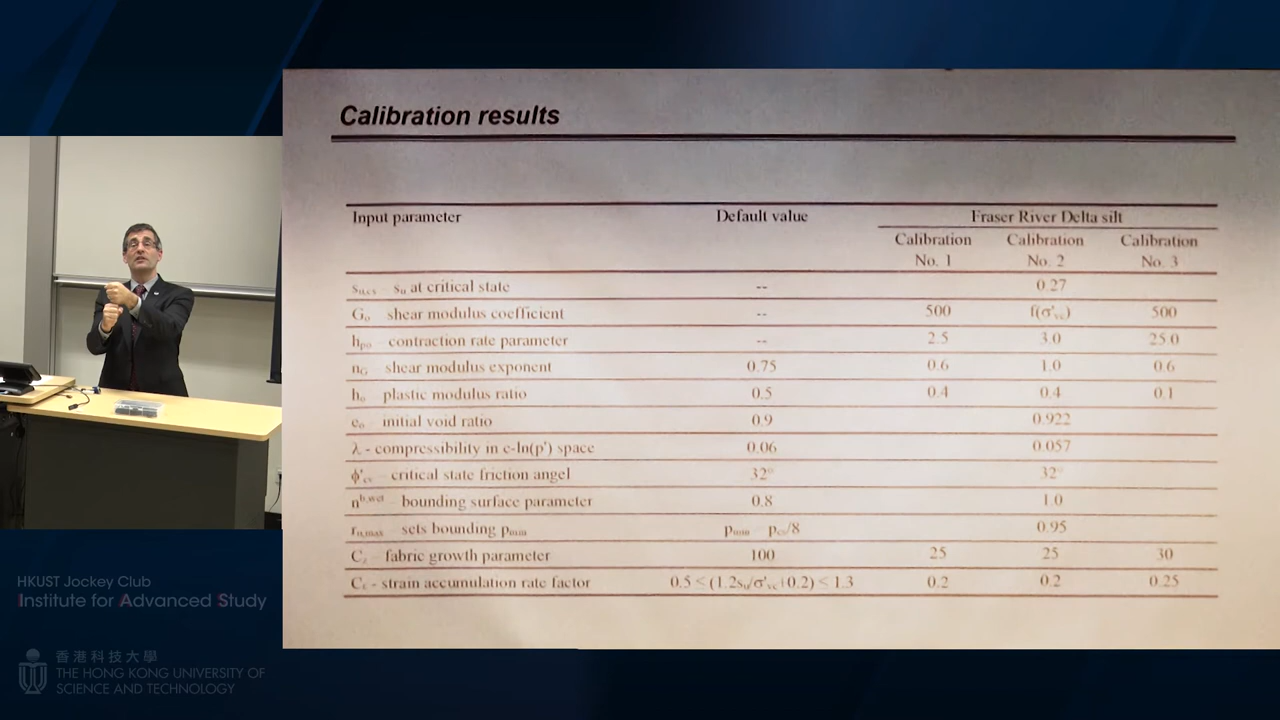 Calibration results
Input parameter Default value Fraser River Delta silt
Calibration No. 1 Calibration No. 2 Calibration No. 3
su,cs su at critical state -- 0.27
Go shear modulus coefficient -- 500 f(σ'vc) 500
hpo contraction rate parameter -- 2.5 3.0 25.0
nG shear modulus exponent 0.75 0.6 1.0 0.6
ho plastic modulus ratio 0.5 0.4 0.4 0.1
eo initial void ratio 0.9 0.922
λ - compressibility in e-ln(p') space 0.06 0.057
ϕ'cv critical state friction angel 32° 32°
nb,wet bounding surface parameter 0.8 1.0
ru,max sets bounding pmin pmin pcs/8 0.95
Cz fabric growth parameter 100 25 25 30
Cε - strain accumulation rate factor 0.5 < (1.2su/σ'vc+0.2) < 1.3 0.2 0.2 0.25
HKUST Jockey Club
Institute for Advanced Study
香港科技大學
THE HONG KONG UNIVERSITY OF
SCIENCE AND TECHNOLOGY